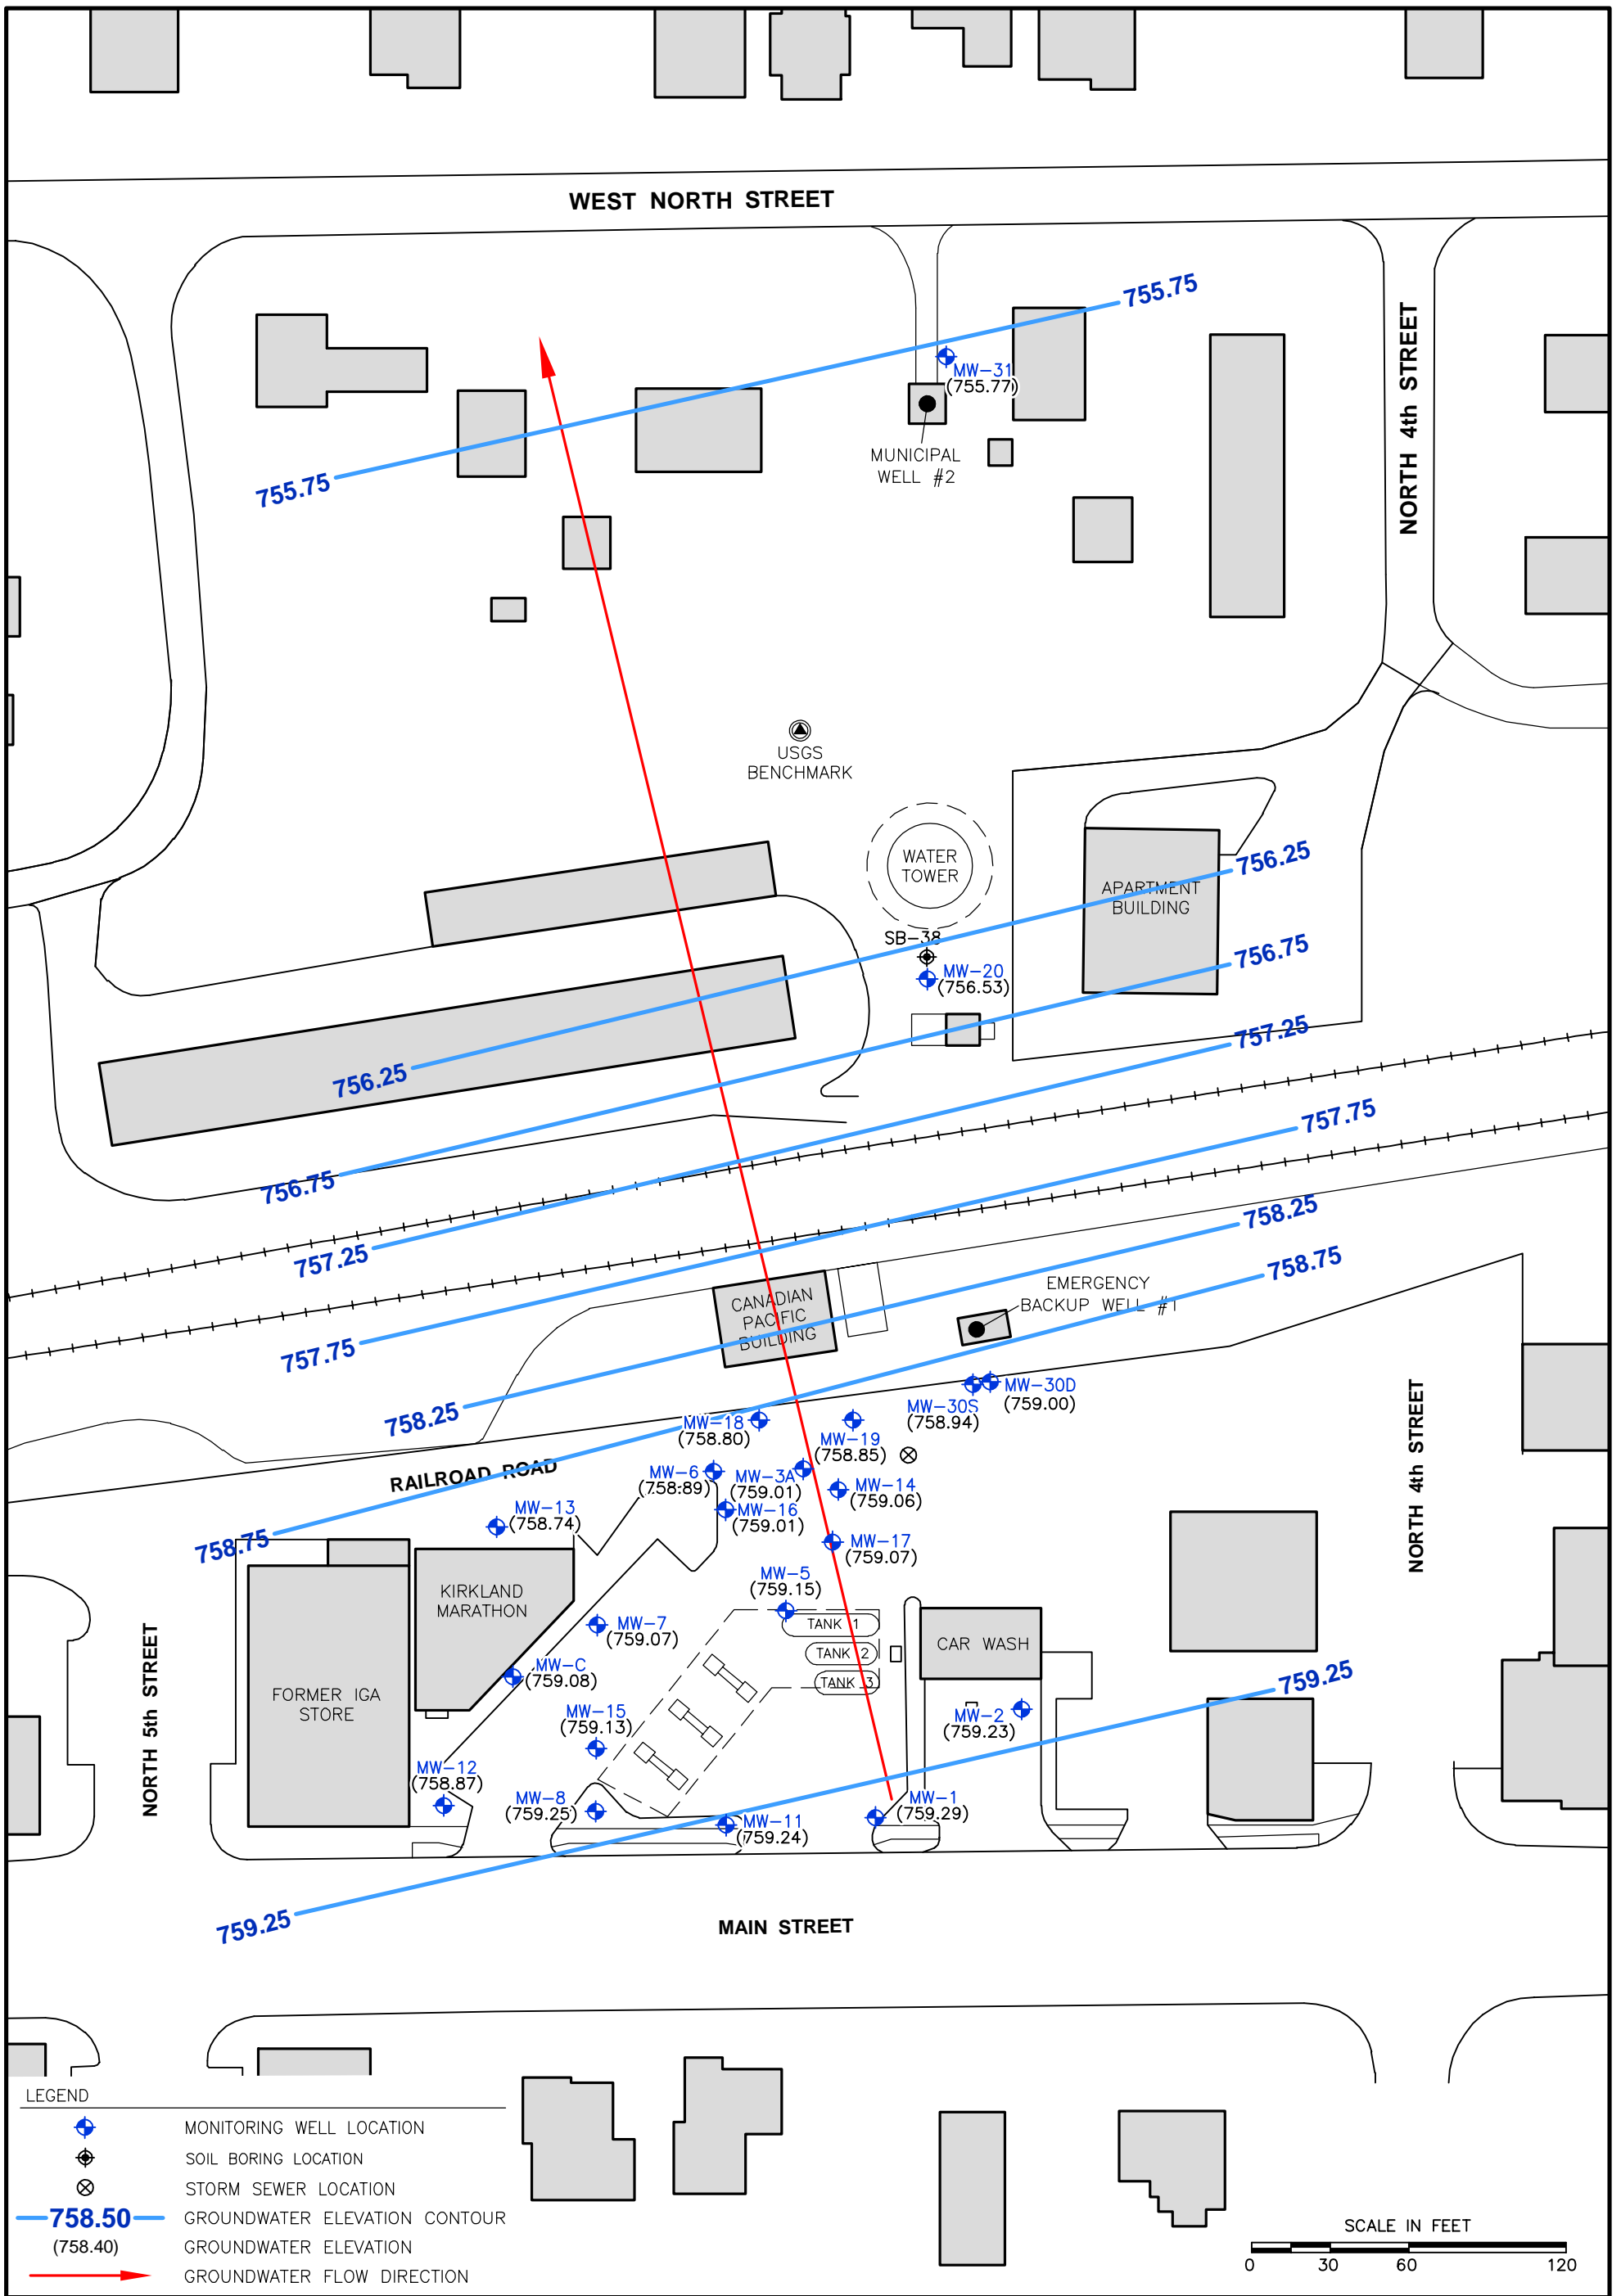 WEST NORTH STREET
755.75
MW-31
(755.77)
MUNICIPAL
WELL #2
755.75
NORTH 4th STREET
USGS
BENCHMARK
WATER
TOWER
756.25
APARTMENT
BUILDING
SB-38
756.75
MW-20
(756.53)
757.25
756.25
757.75
756.75
758.25
757.25
758.75
EMERGENCY
BACKUP WELL #1
CANADIAN
PACIFIC
BUILDING
757.75
MW-30D
(759.00)
MW-30S
(758.94)
758.25
MW-18
(758.80)
MW-19
(758.85)
RAILROAD ROAD
MW-6
(758.89)
MW-3A
(759.01)
MW-14
(759.06)
MW-16
(759.01)
MW-13
(758.74)
758.75
MW-17
(759.07)
NORTH 4th STREET
MW-5
(759.15)
KIRKLAND
MARATHON
TANK 1
TANK 2
TANK 3
CAR WASH
MW-7
(759.07)
MW-C
(759.08)
759.25
FORMER IGA
STORE
NORTH 5th STREET
MW-15
(759.13)
MW-2
(759.23)
MW-12
(758.87)
MW-8
(759.25)
MW-11
(759.24)
MW-1
(759.29)
759.25
MAIN STREET
LEGEND
MONITORING WELL LOCATION
SOIL BORING LOCATION
STORM SEWER LOCATION
758.50 GROUNDWATER ELEVATION CONTOUR
(758.40) GROUNDWATER ELEVATION
GROUNDWATER FLOW DIRECTION
SCALE IN FEET
0 30 60 120